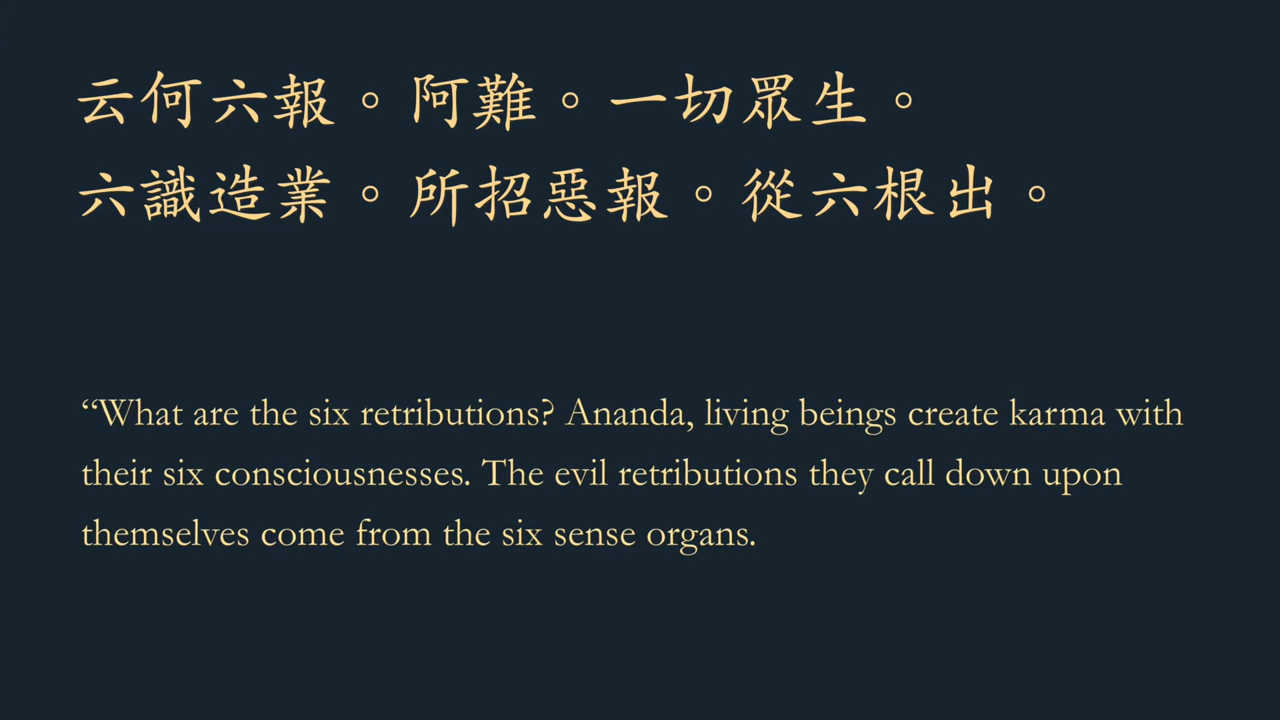 云何六報。阿難。一切眾生。
六識造業。所招惡報。從六根出。
“What are the six retributions? Ananda, living beings create karma with
their six consciousnesses. The evil retributions they call down upon
themselves come from the six sense organs.